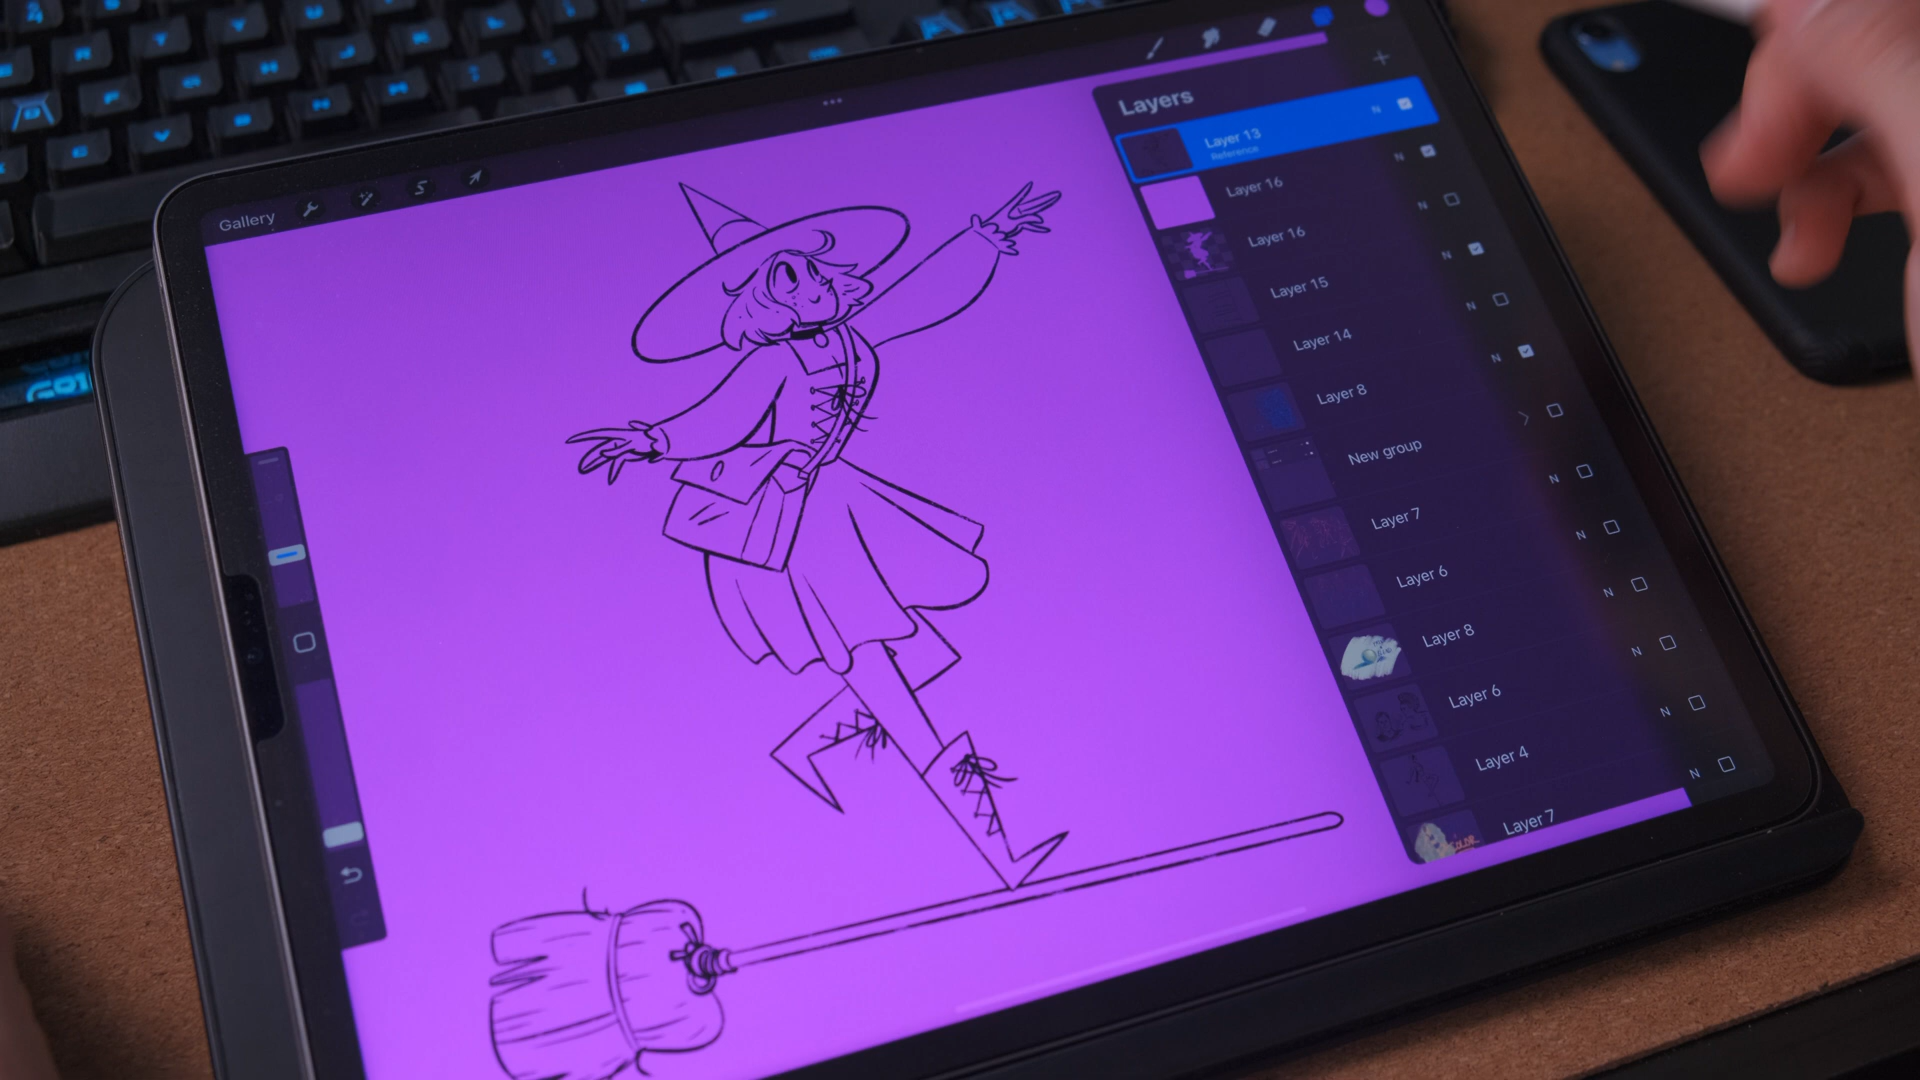 Gallery
Layers
Layer 13
Reference
N
Layer 16
N
Layer 16
N
Layer 15
N
Layer 14
N
Layer 8
N
New group
Layer 7
N
Layer 6
N
Layer 8
N
Layer 6
N
Layer 4
N
Layer 7
N